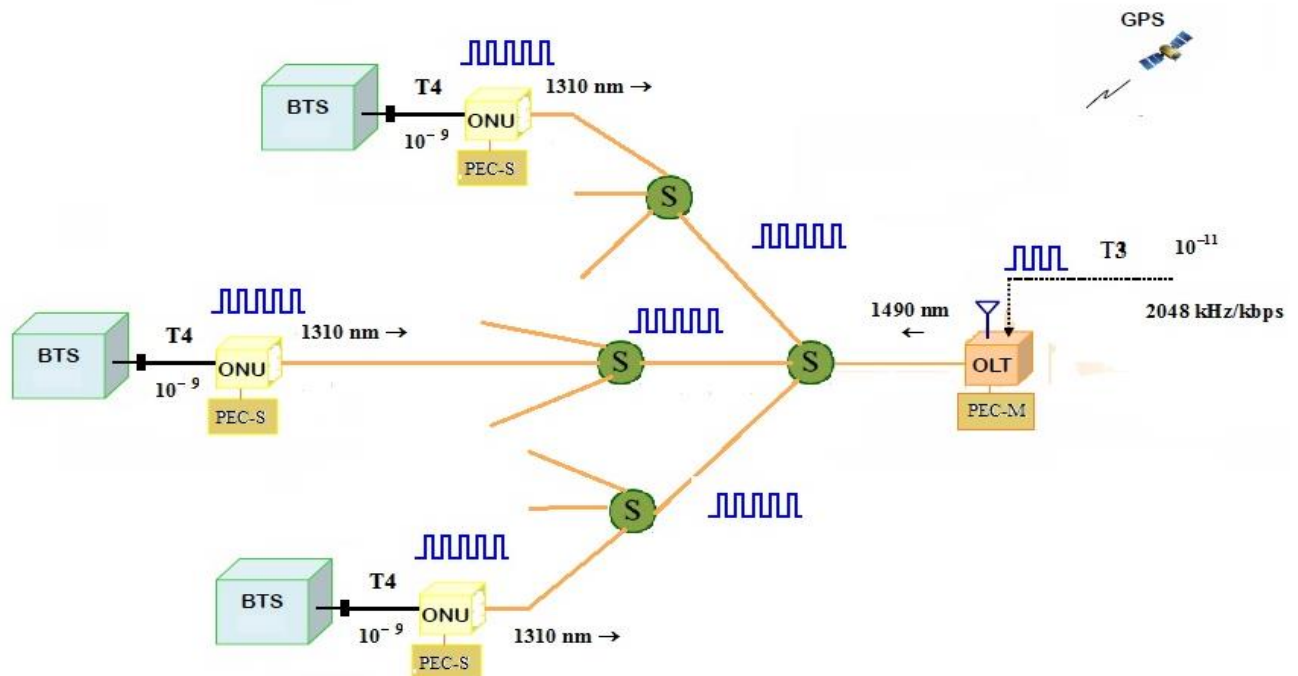 GPS
T4
1310 nm →
BTS
ONU
10⁻⁹
PEC-S
S
T3
10⁻¹¹
1490 nm
←
2048 kHz/kbps
T4
1310 nm →
BTS
ONU
S
S
OLT
10⁻⁹
PEC-S
PEC-M
S
T4
BTS
ONU
10⁻⁹
1310 nm →
PEC-S